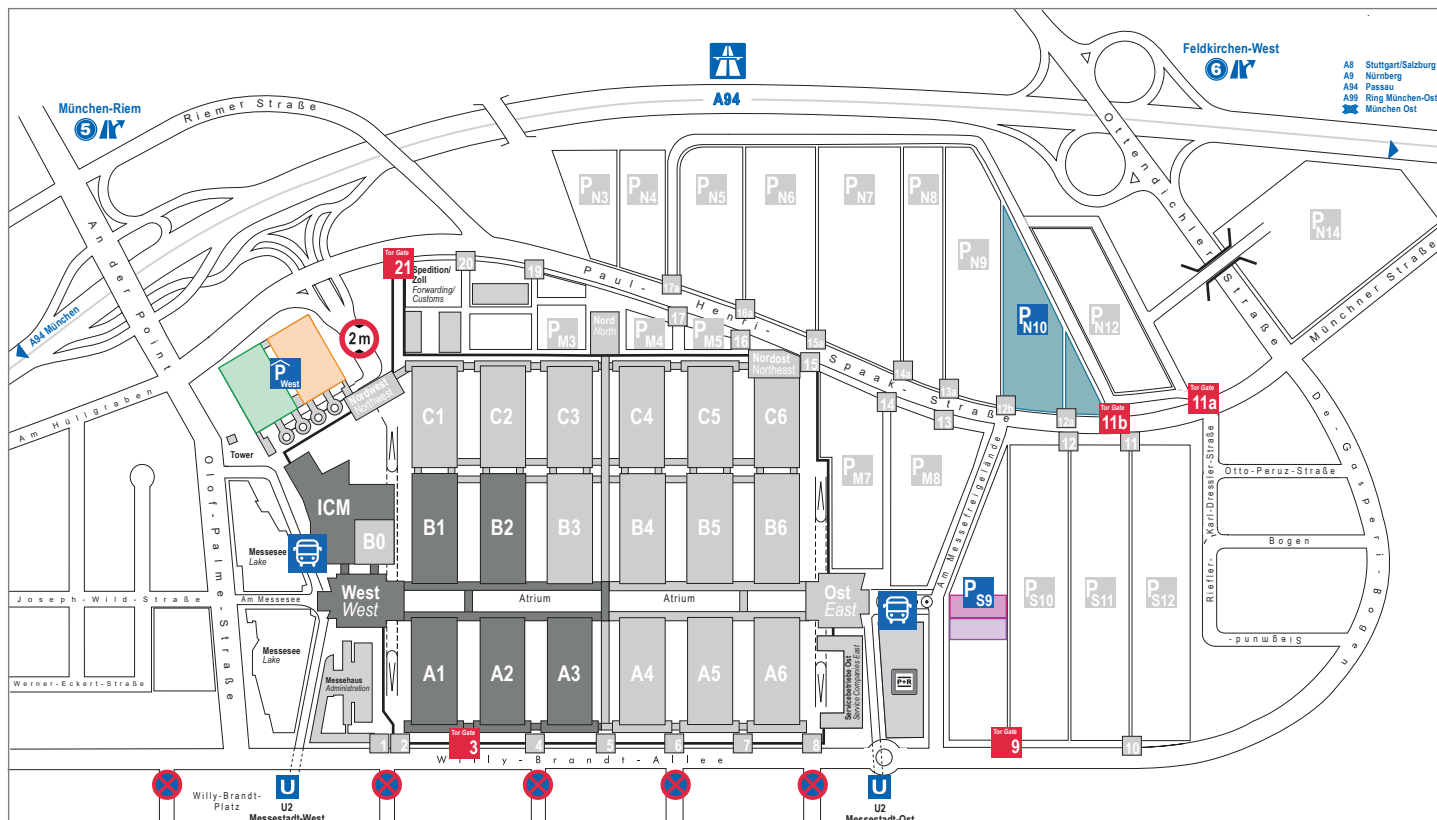 Feldkirchen-West
6
A8 Stuttgart/Salzburg
A9 Nürnberg
A94 Passau
A99 Ring München-Ost
München Ost
A94
München-Riem
5
Riemer Straße
Ottendichler Straße
An der Point
A94 München
Paul-Henri-Spaak-Straße
Münchner Straße
De-Gasperi-Bogen
P N3
P N4
P N5
P N6
P N7
P N8
P N9
P N10
P N12
P N14
Tor Gate
21
20
19
Spedition/
Zoll
Forwarding/
Customs
17a
16a
15a
14a
13a
12b
12a
17
16
15
14
13
12
11
Tor Gate
11b
Tor Gate
11a
P M3
Nord
North
P M4
P M5
Nordost
Northeast
2 m
P West
Nordwest
Northwest
Am Hüllgraben
Tower
Olof-Palme-Straße
C1
C2
C3
C4
C5
C6
P M7
P M8
Am Messefreigelände
Karl-Dressler-Straße
Otto-Peruz-Straße
Bogen
Riefler-
Siegmund-
ICM
B0
B1
B2
B3
B4
B5
B6
Messesee
Lake
Joseph-Wild-Straße
Am Messesee
West
West
Atrium
Atrium
Ost
East
P S9
P S10
P S11
P S12
Messesee
Lake
Werner-Eckert-Straße
Messehaus
Administration
A1
A2
A3
A4
A5
A6
Servicebetriebe Ost
Service Companies East
P+R
1
2
Tor Gate
3
4
5
6
7
8
Tor Gate
9
10
Willy-Brandt-Allee
Willy-Brandt-
Platz
U
U2
Messestadt-West
U
U2
Messestadt-Ost